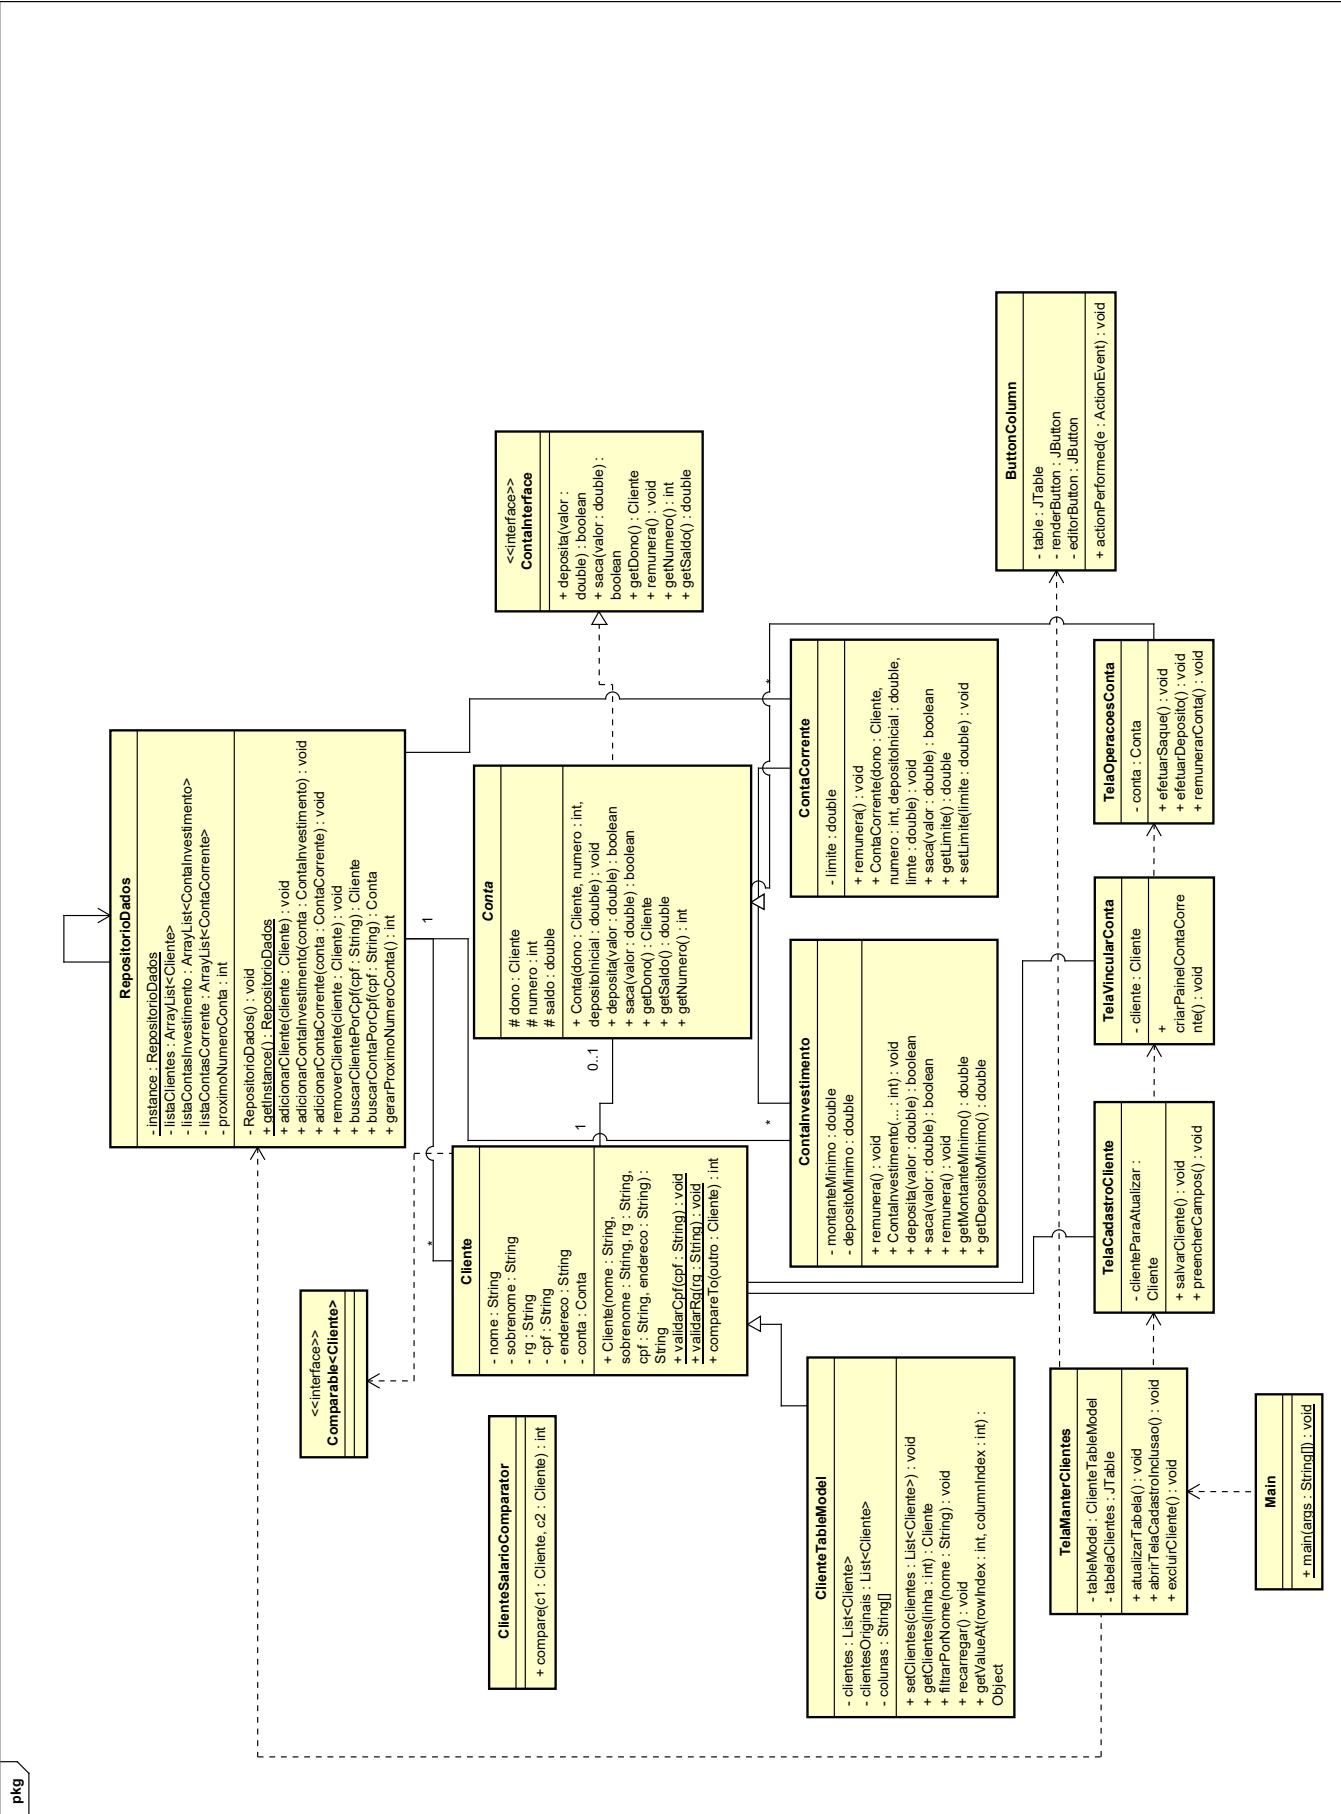 pkg
RepositorioDados
- instance : RepositorioDados
- listaClientes : ArrayList<Cliente>
- listaContasInvestimento : ArrayList<ContaInvestimento>
- listaContasCorrente : ArrayList<ContaCorrente>
- proximoNumeroConta : int
- RepositorioDados() : void
+ getInstance() : RepositorioDados
+ adicionarCliente(cliente : Cliente) : void
+ adicionarContaInvestimento(conta : ContaInvestimento) : void
+ adicionarContaCorrente(conta : ContaCorrente) : void
+ removerCliente(cliente : Cliente) : void
+ buscarClientePorCpf(cpf : String) : Cliente
+ buscarContaPorCpf(cpf : String) : Conta
+ gerarProximoNumeroConta() : int
<<interface>>
Comparable<Cliente>
1
*
ClienteSalarioComparator
+ compare(c1 : Cliente, c2 : Cliente) : int
Cliente
- nome : String
- sobrenome : String
- rg : String
- cpf : String
- endereco : String
- conta : Conta
+ Cliente(nome : String,
sobrenome : String, rg : String,
cpf : String, endereco : String) :
String
+ validarCpf(cpf : String) : void
+ validarRg(rg : String) : void
+ compareTo(outro : Cliente) : int
1
0..1
Conta
# dono : Cliente
# numero : int
# saldo : double
+ Conta(dono : Cliente, numero : int,
depositoInicial : double) : void
+ deposita(valor : double) : boolean
+ saca(valor : double) : boolean
+ getDono() : Cliente
+ getSaldo() : double
+ getNumero() : int
<<interface>>
ContaInterface
+ deposita(valor :
double) : boolean
+ saca(valor : double) :
boolean
+ getDono() : Cliente
+ remunera() : void
+ getNumero() : int
+ getSaldo() : double
*
*
ClienteTableModel
- clientes : List<Cliente>
- clientesOriginais : List<Cliente>
- colunas : String[]
+ setClientes(clientes : List<Cliente>) : void
+ getClientes(linha : int) : Cliente
+ filtrarPorNome(nome : String) : void
+ recarregar() : void
+ getValueAt(rowIndex : int, columnIndex : int) :
Object
ContaInvestimento
- montanteMinimo : double
- depositoMinimo : double
+ remunera() : void
+ ContaInvestimento(... : int) : void
+ deposita(valor : double) : boolean
+ saca(valor : double) : boolean
+ remunera() : void
+ getMontanteMinimo() : double
+ getDepositoMinimo() : double
ContaCorrente
- limite : double
+ remunera() : void
+ ContaCorrente(dono : Cliente,
numero : int, depositoInicial : double,
limite : double) : void
+ saca(valor : double) : boolean
+ getLimite() : double
+ setLimite(limite : double) : void
ButtonColumn
- table : JTable
- renderButton : JButton
- editorButton : JButton
+ actionPerformed(e : ActionEvent) : void
TelaManterClientes
- tableModel : ClienteTableModel
- tabelaClientes : JTable
+ atualizarTabela() : void
+ abrirTelaCadastroInclusao() : void
+ excluirCliente() : void
TelaCadastroCliente
- clienteParaAtualizar :
Cliente
+ salvarCliente() : void
+ preencherCampos() : void
TelaVincularConta
- cliente : Cliente
+
criarPainelContaCorre
nte() : void
TelaOperacoesConta
- conta : Conta
+ efetuarSaque() : void
+ efetuarDeposito() : void
+ remunerarConta() : void
Main
+ main(args : String[]) : void